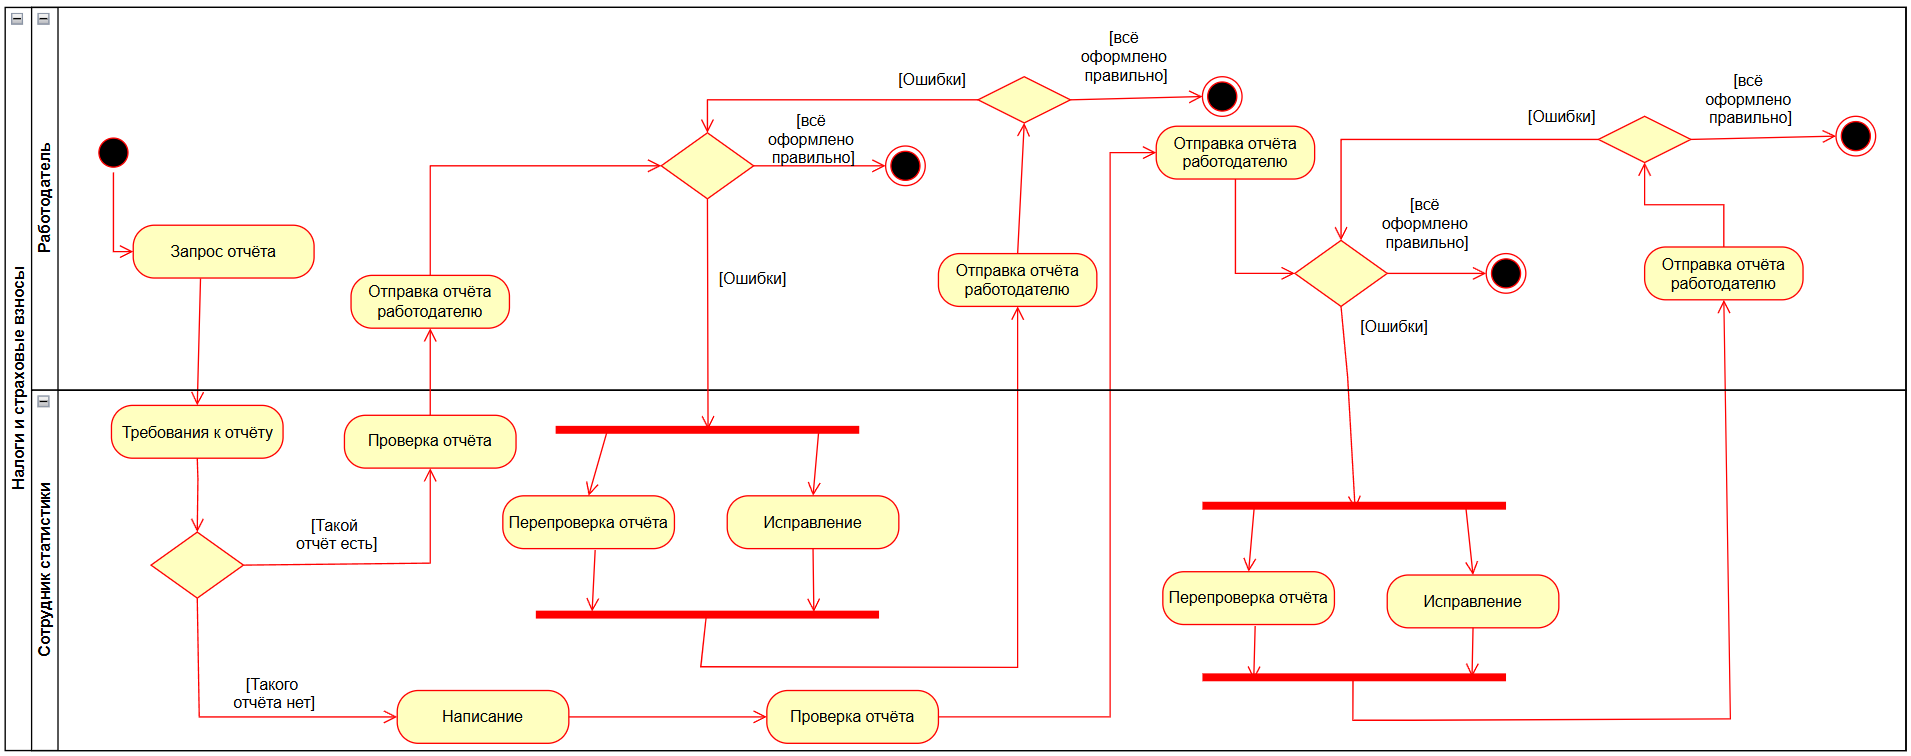 Налоги и страховые взносы
Работодатель
Запрос отчёта
Отправка отчёта
работодателю
[всё
оформлено
правильно]
[Ошибки]
[Ошибки]
[всё
оформлено
правильно]
Отправка отчёта
работодателю
Отправка отчёта
работодателю
[всё
оформлено
правильно]
[Ошибки]
[Ошибки]
[всё
оформлено
правильно]
Отправка отчёта
работодателю
Сотрудник статистики
Требования к отчёту
Проверка отчёта
[Такой
отчёт есть]
[Такого
отчёта нет]
Написание
Проверка отчёта
Перепроверка отчёта
Исправление
Перепроверка отчёта
Исправление